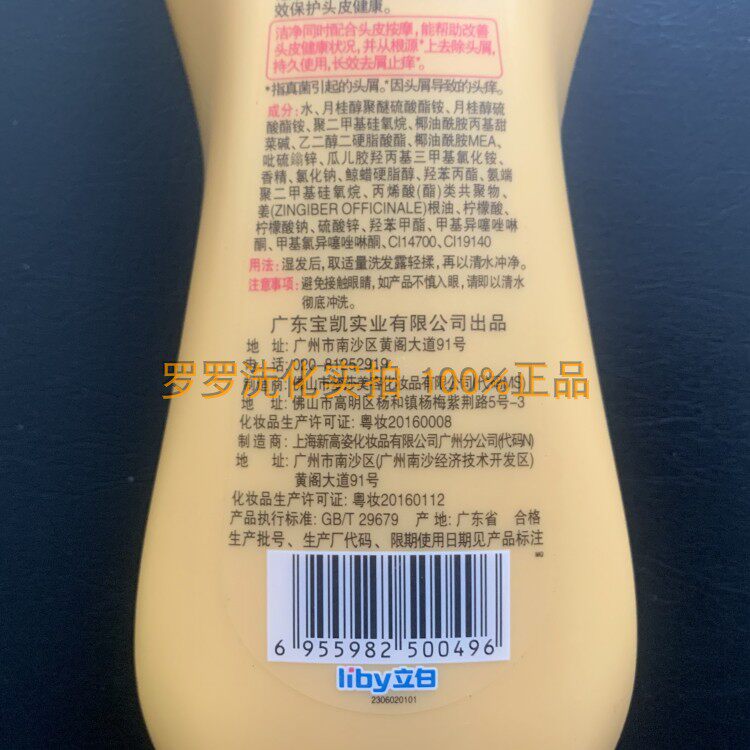 效保护头皮健康。
洁净同时配合头皮按摩，能帮助改善
头皮健康状况，并从根源*上去除头屑，
持久使用，长效去屑止痒*。
*指真菌引起的头屑。*因头屑导致的头痒。
成分：水、月桂醇聚醚硫酸酯铵、月桂醇硫
酸酯铵、聚二甲基硅氧烷、椰油酰胺丙基甜
菜碱、乙二醇二硬脂酸酯、椰油酰胺MEA、
吡硫鎓锌、瓜儿胶羟丙基三甲基氯化铵、
香精、氯化钠、鲸蜡硬脂醇、羟苯丙酯、氨端
聚二甲基硅氧烷、丙烯酸(酯)类共聚物、
姜(ZINGIBER OFFICINALE)根油、柠檬酸、
柠檬酸钠、硫酸锌、羟苯甲酯、甲基异噻唑啉
酮、甲基氯异噻唑啉酮、CI14700、CI19140
用法：湿发后，取适量洗发露轻揉，再以清水冲净。
注意事项：避免接触眼睛，如产品不慎入眼，请即以清水
彻底冲洗。
广东宝凯实业有限公司出品
地 址：广州市南沙区黄阁大道91号
电 话：020-81252919
罗罗洗化实拍 100%正品
制造商：佛山市 化妆品有限公司(代码MS)
地 址：佛山市高明区杨和镇杨梅紫荆路5号-3
化妆品生产许可证：粤妆20160008
制造商：上海新高姿化妆品有限公司广州分公司(代码N)
地 址：广州市南沙区(广州南沙经济技术开发区)
黄阁大道91号
化妆品生产许可证：粤妆20160112
产品执行标准：GB/T 29679 产 地：广东省 合格
生产批号、生产厂代码、限期使用日期见产品标注
6 955982 500496
liby立白
2306020101